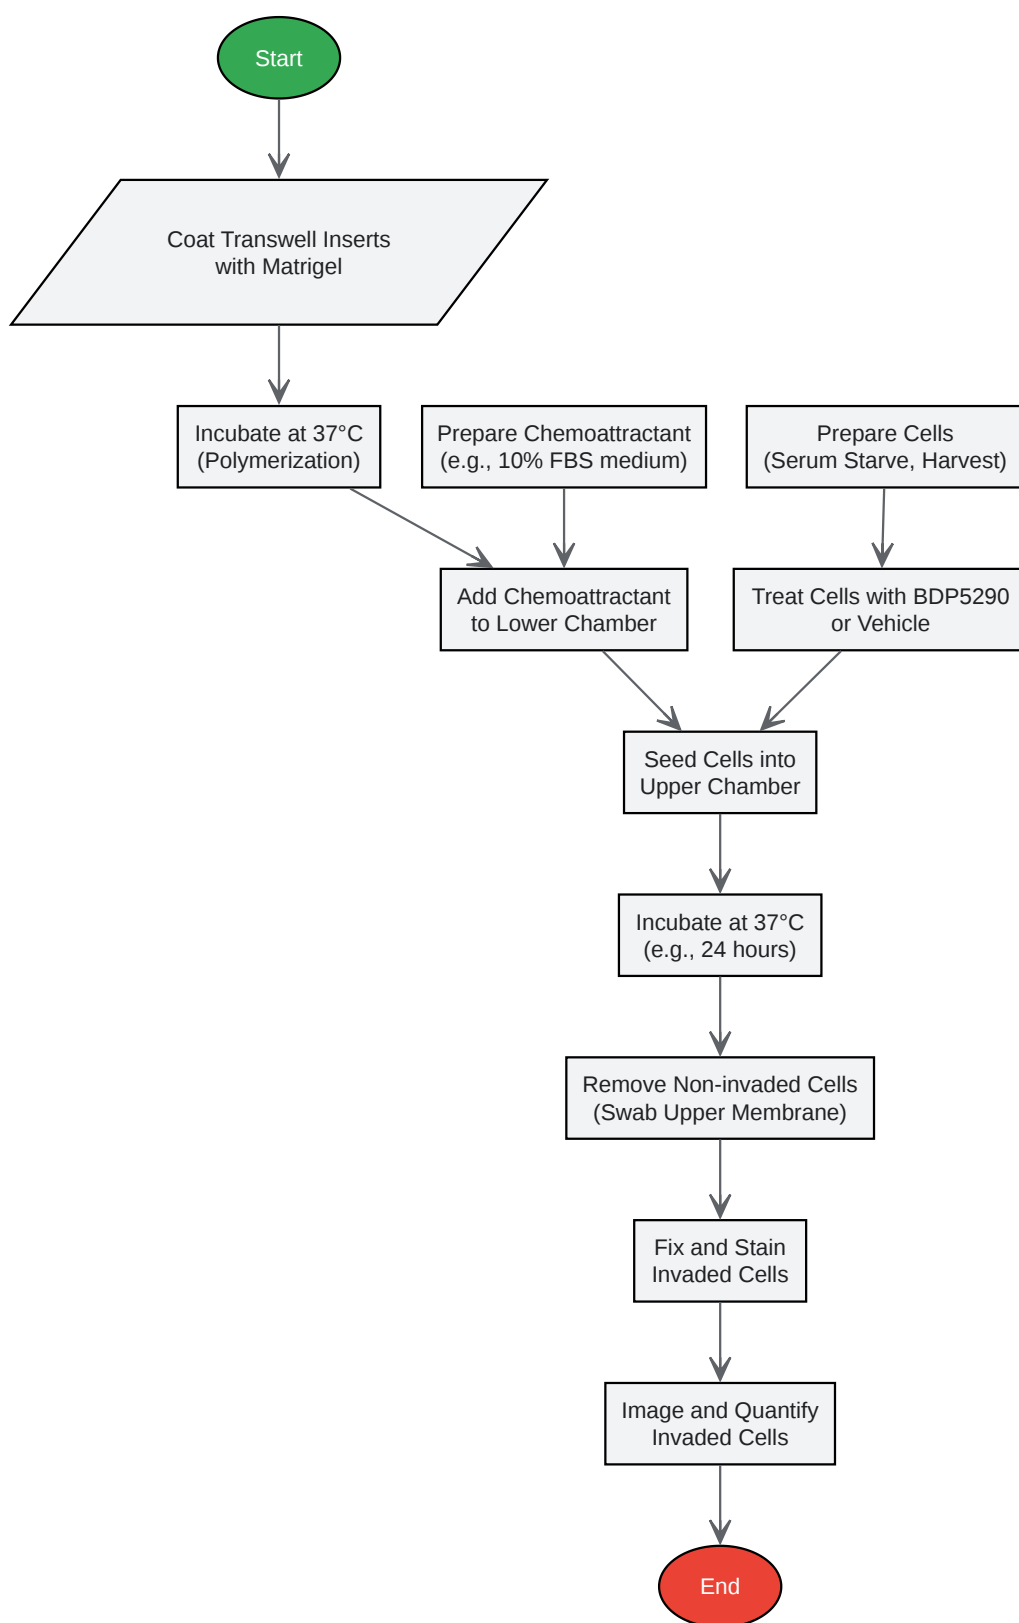 Start
Coat Transwell Inserts
with Matrigel
Incubate at 37°C
(Polymerization)
Prepare Chemoattractant
(e.g., 10% FBS medium)
Prepare Cells
(Serum Starve, Harvest)
Add Chemoattractant
to Lower Chamber
Treat Cells with BDP5290
or Vehicle
Seed Cells into
Upper Chamber
Incubate at 37°C
(e.g., 24 hours)
Remove Non-invaded Cells
(Swab Upper Membrane)
Fix and Stain
Invaded Cells
Image and Quantify
Invaded Cells
End